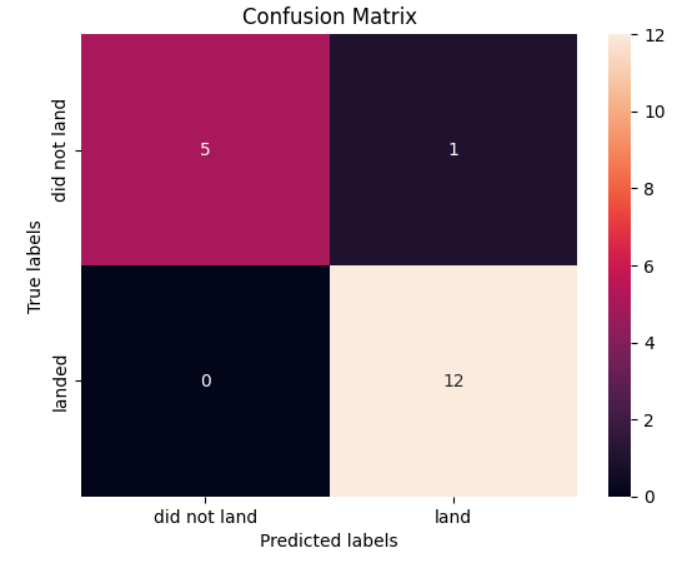 Confusion Matrix
True labels
did not land
landed
5
1
0
12
did not land
land
Predicted labels
12
10
8
6
4
2
0